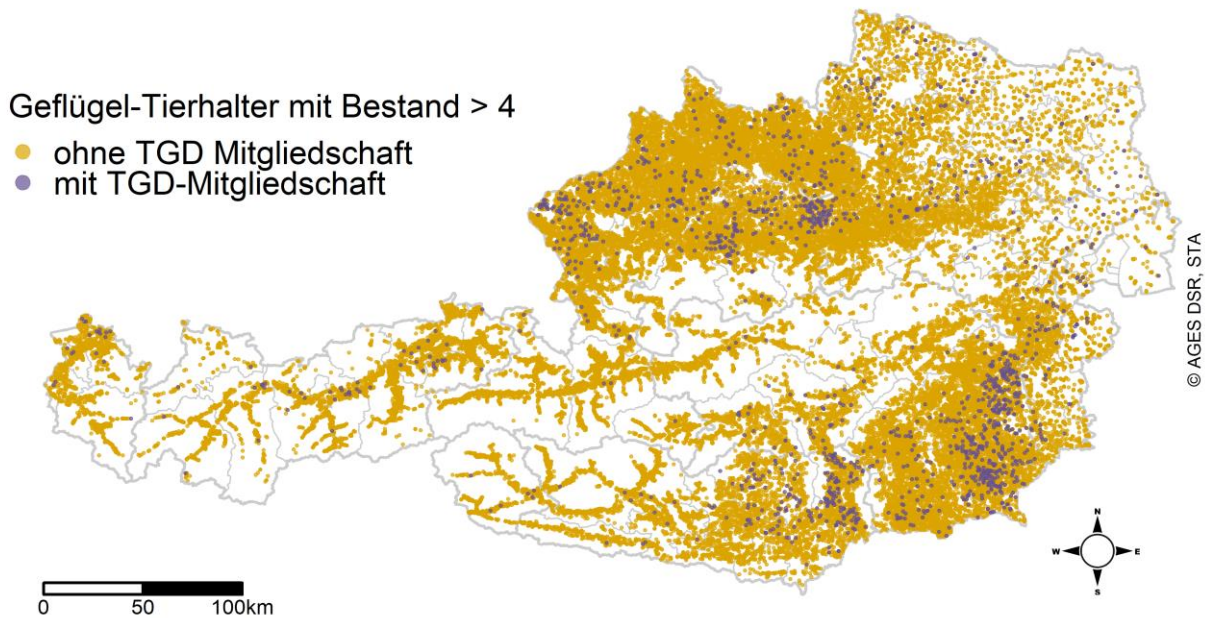 Geflügel-Tierhalter mit Bestand > 4
ohne TGD Mitgliedschaft
mit TGD-Mitgliedschaft
© AGES DSR, STA
N
W E
S
0 50 100km